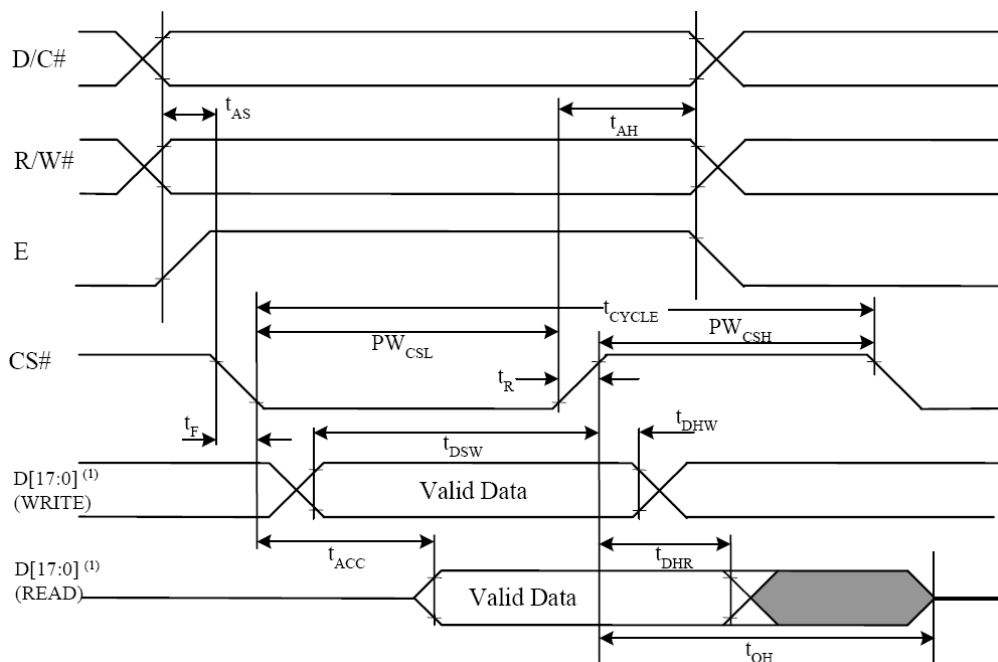 D/C#
t_AS
t_AH
R/W#
E
t_CYCLE
PW_CSL
PW_CSH
CS#
t_R
t_F
t_DSW
t_DHW
D[17:0] (1)
(WRITE)
Valid Data
t_ACC
t_DHR
D[17:0] (1)
(READ)
Valid Data
t_OH